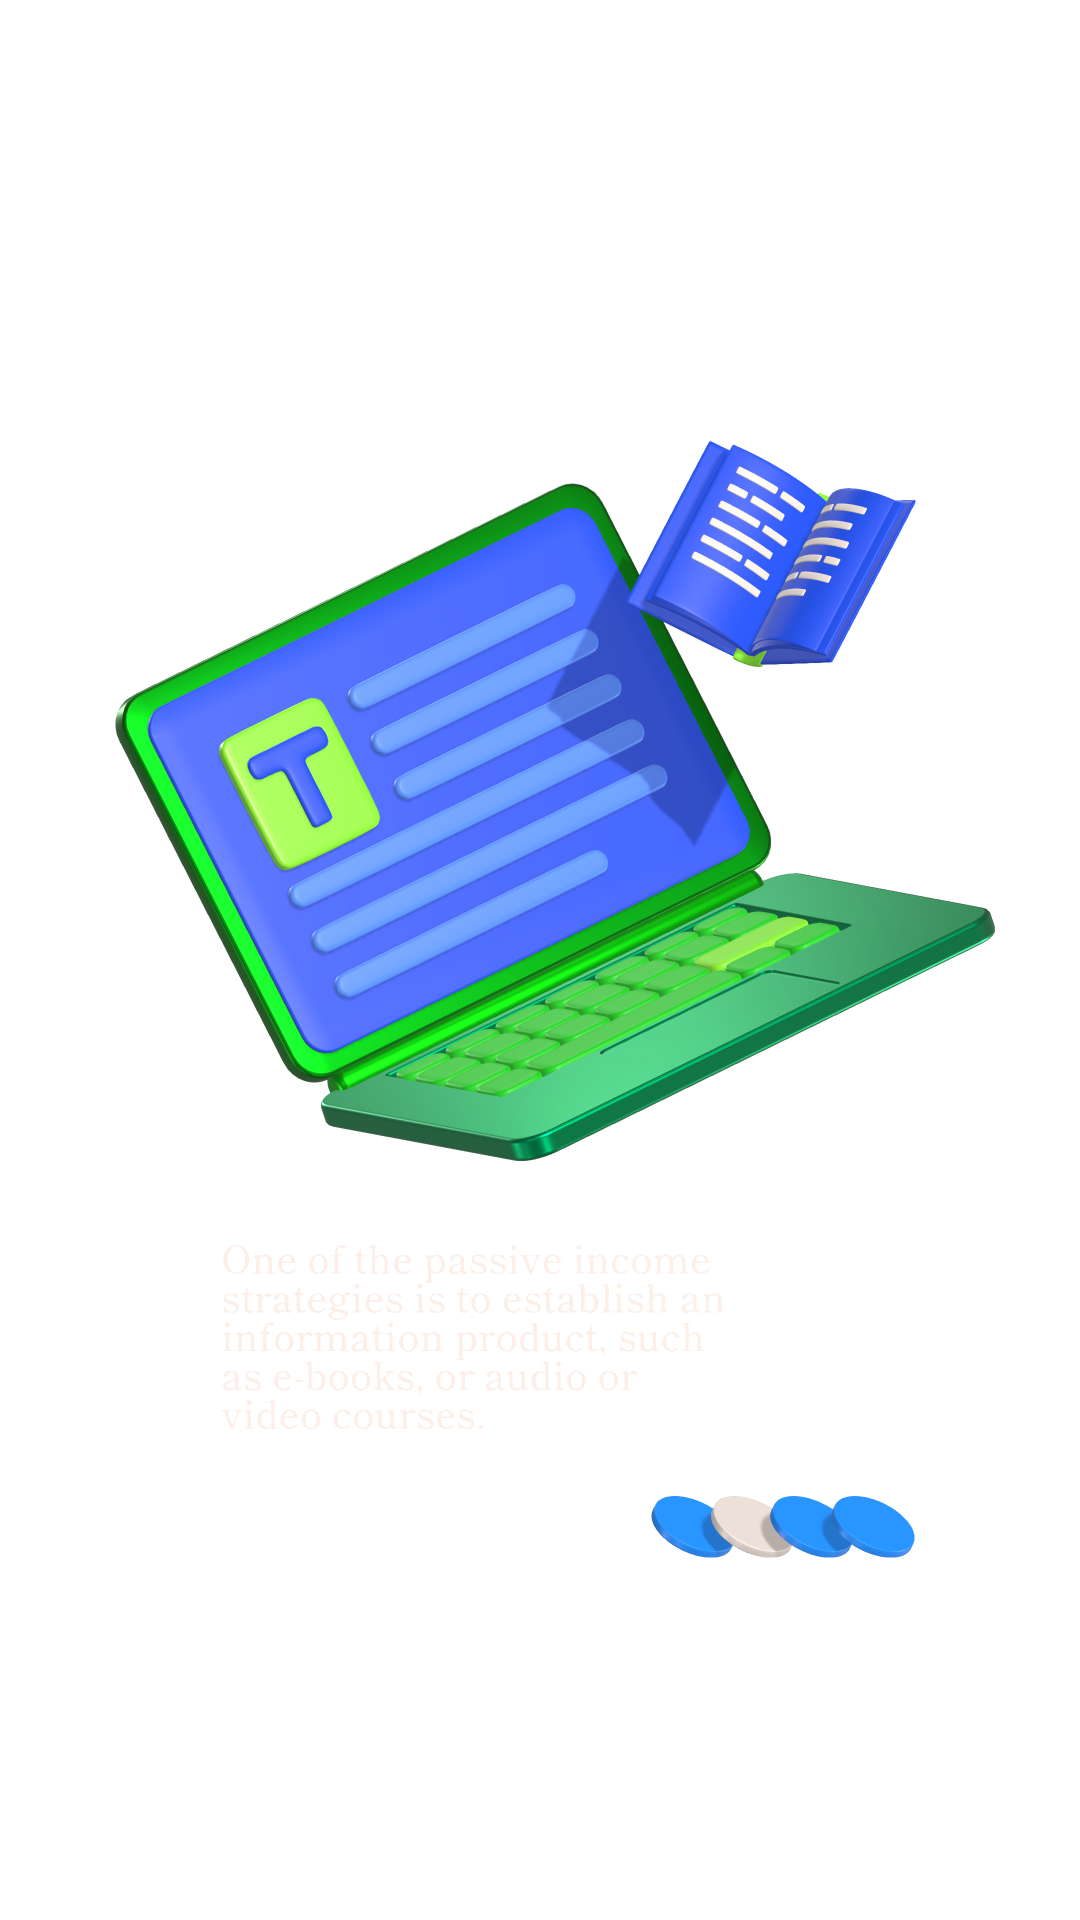 T
One of the passive income
strategies is to establish an
information product, such
as e-books, or audio or
video courses.